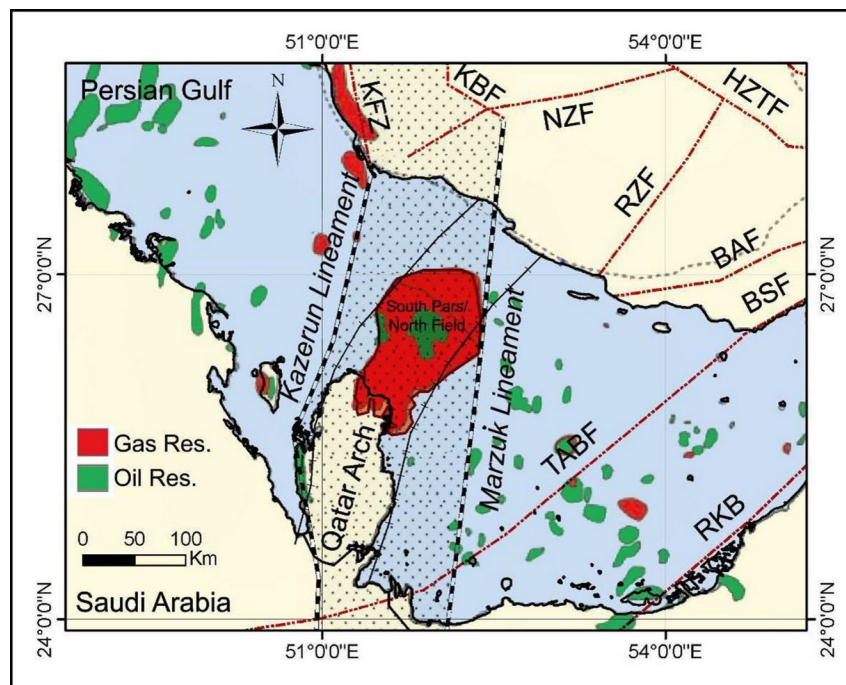 51°0'0"E
54°0'0"E
Persian Gulf
N
KFZ
KBF
NZF
HZTF
RZF
BAF
BSF
27°0'0"N
27°0'0"N
Kazerun Lineament
South Pars/
North Field
Marzuk Lineament
Gas Res.
Oil Res.
Qatar Arch
TABF
RKB
0 50 100
Km
Saudi Arabia
24°0'0"N
24°0'0"N
51°0'0"E
54°0'0"E